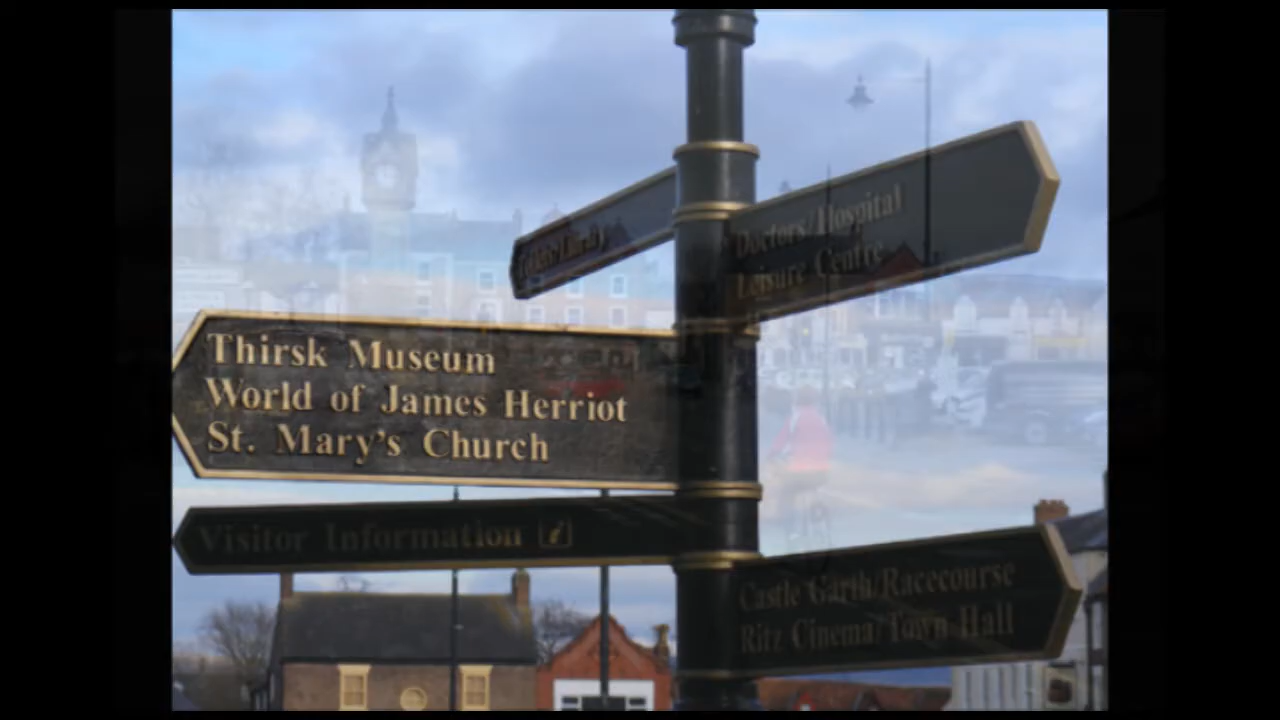 Doctors/Hospital
Leisure Centre
Thirsk Museum
World of James Herriot
St. Mary's Church
Visitor Information i
Castle Garth/Racecourse
Ritz Cinema/Town Hall